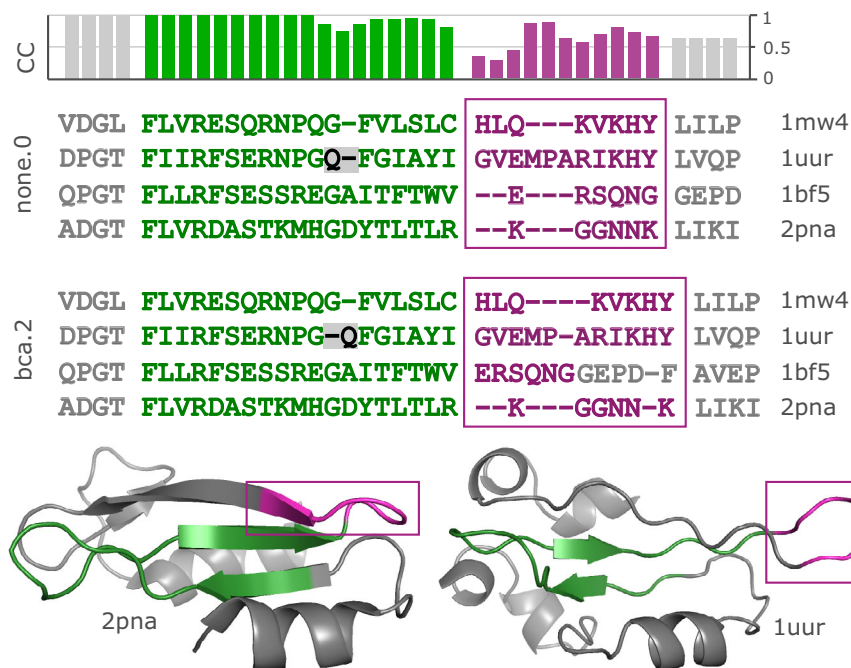 CC
1
0.5
0
none.0
VDGL FLVRESQRNPQG-FVLSLC HLQ---KVKHY LILP 1mw4
DPGT FIIRFSERNPGQ-FGIAYI GVEMPARIKHY LVQP 1uur
QPGT FLLRFSESSREGAITFTWV --E---RSQNG GEPD 1bf5
ADGT FLVRDASTKMHGDYTLTLR --K---GGNNK LIKI 2pna
bca.2
VDGL FLVRESQRNPQG-FVLSLC HLQ----KVKHY LILP 1mw4
DPGT FIIRFSERNPG-QFGIAYI GVEMP-ARIKHY LVQP 1uur
QPGT FLLRFSESSREGAITFTWV ERSQNGGEPD-F AVEP 1bf5
ADGT FLVRDASTKMHGDYTLTLR --K---GGNN-K LIKI 2pna
2pna
1uur